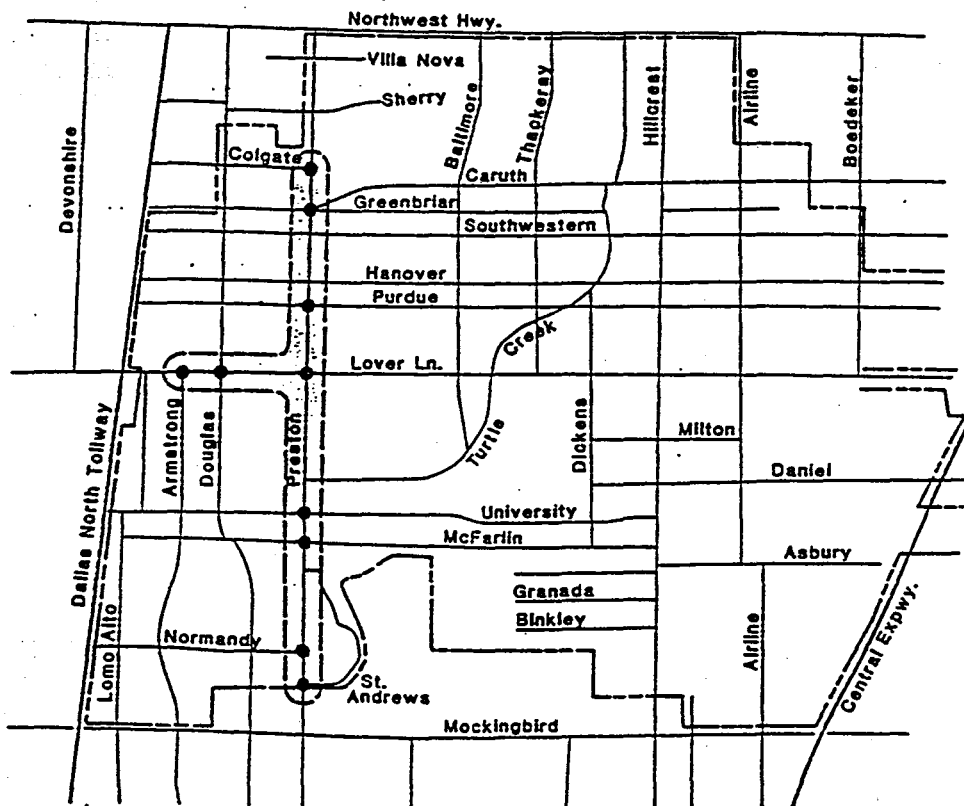 Northwest Hwy.
Villa Nova
Sherry
Devonshire
Colgate
Baltimore
Thackeray
Hillcrest
Airline
Boedeker
Caruth
Greenbriar
Southwestern
Hanover
Purdue
Creek
Turtle
Lover Ln.
Armstrong
Douglas
Preston
Dickens
Milton
Daniel
Dallas North Tollway
University
McFarlin
Asbury
Granada
Binkley
Lomo Alto
Normandy
St.
Andrews
Airline
Central Expwy.
Mockingbird